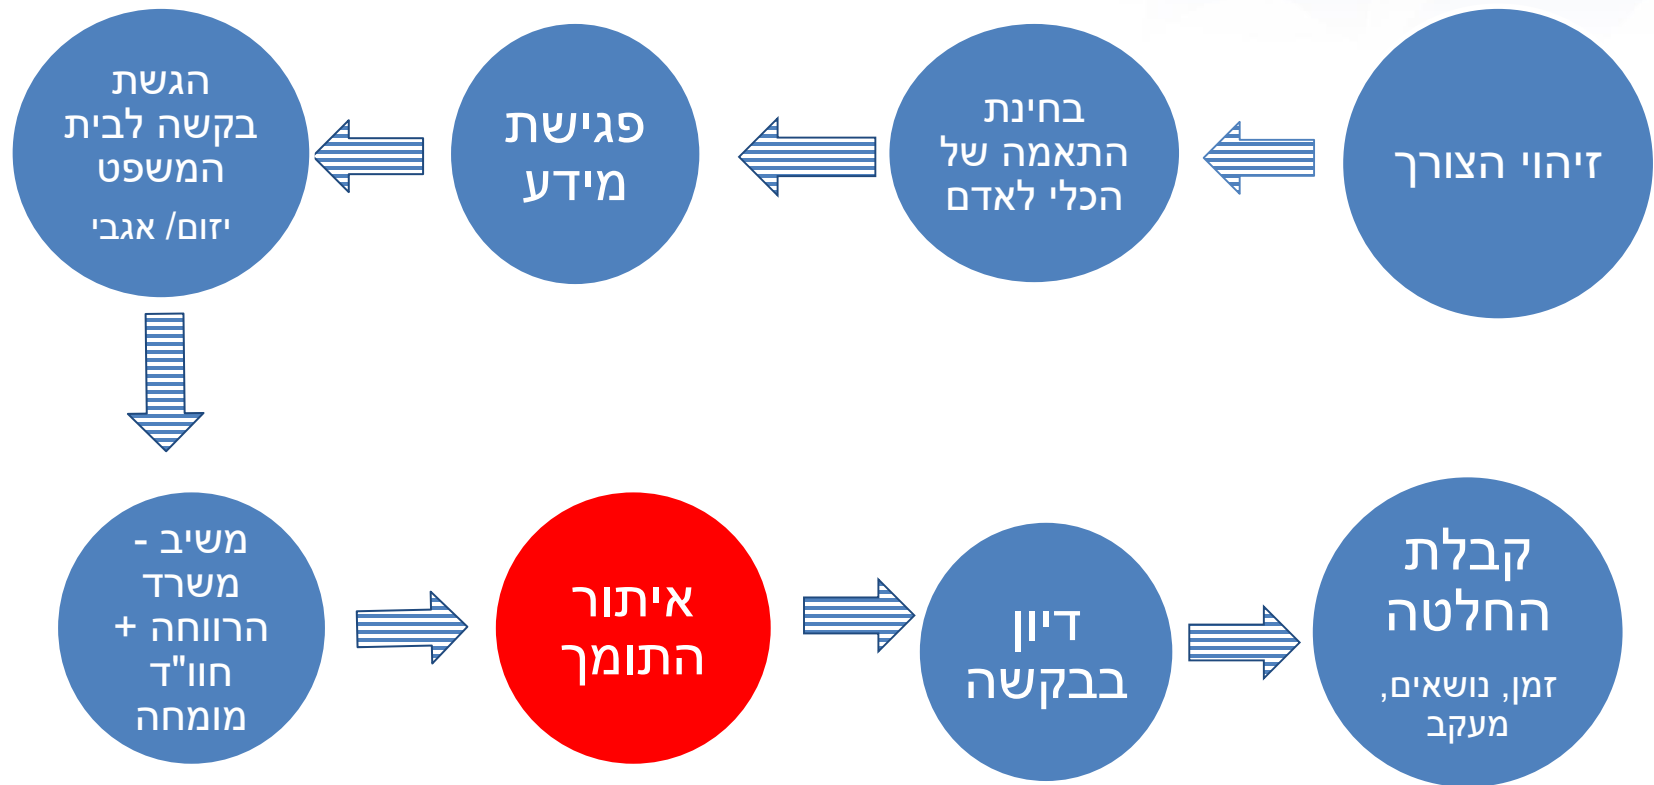 זיהוי הצורך
בחינת
התאמה של
הכלי לאדם
פגישת
מידע
הגשת
בקשה לבית
המשפט
יזום/ אגבי
משיב -
משרד
הרווחה +
חוו"ד
מומחה
איתור
התומך
דיון
בבקשה
קבלת
החלטה
זמן, נושאים,
מעקב